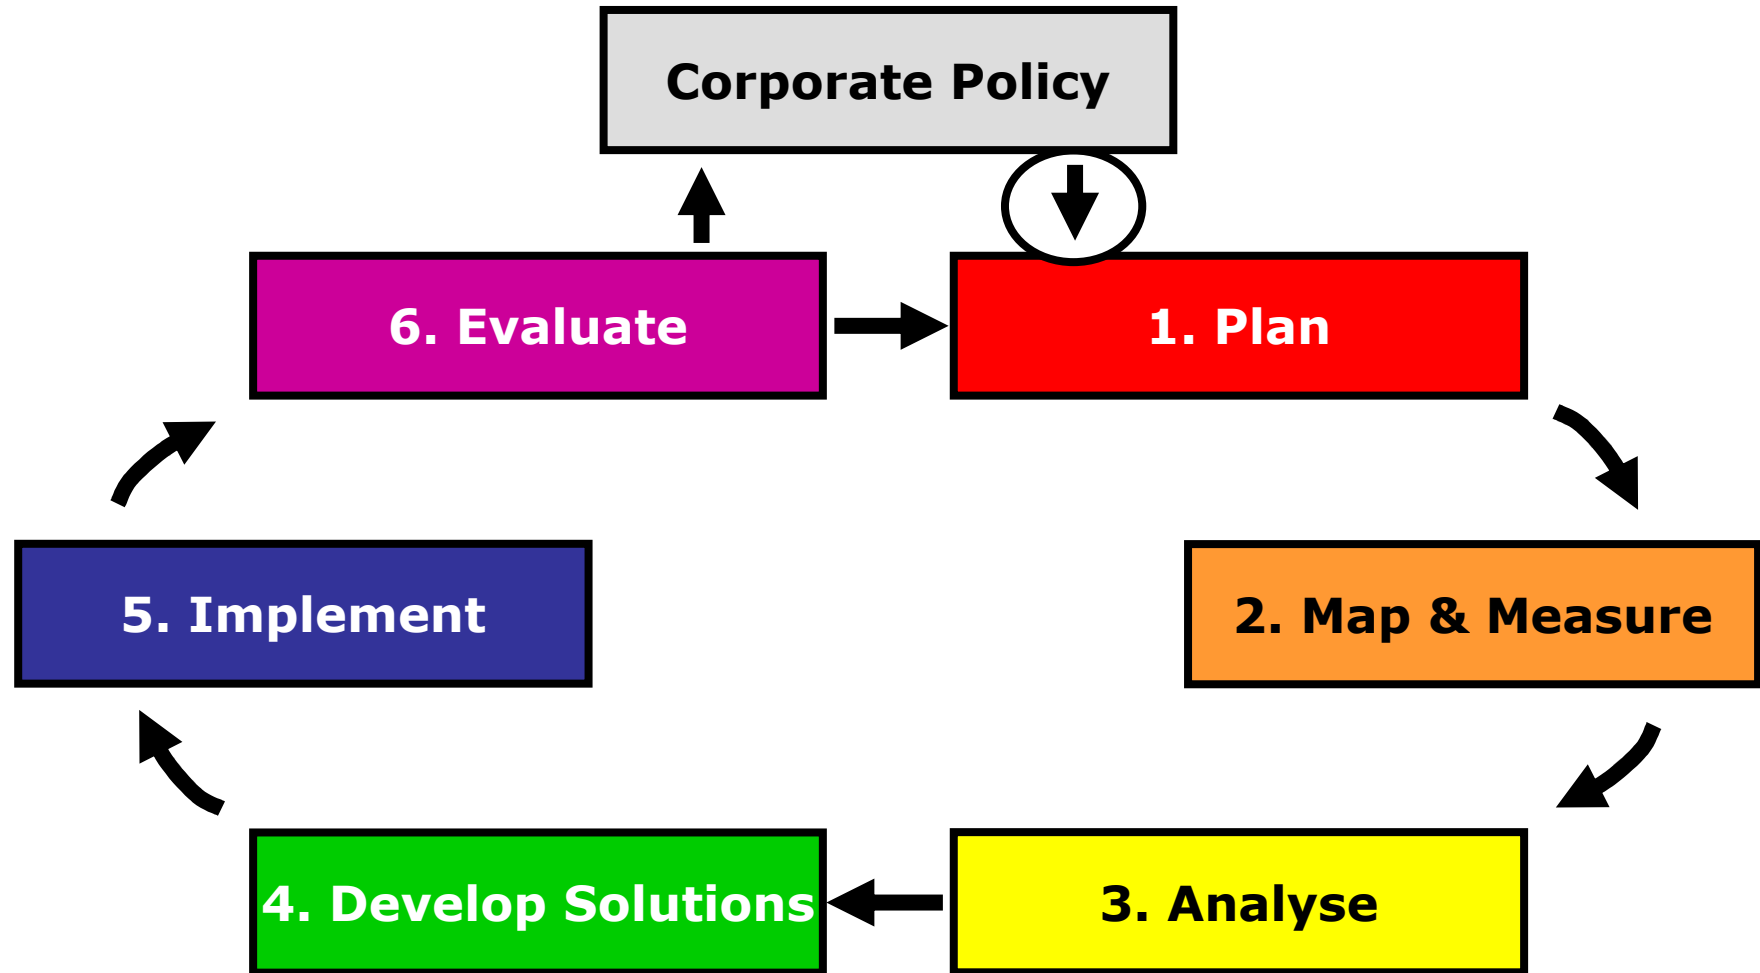 Corporate Policy
6. Evaluate
1. Plan
5. Implement
2. Map & Measure
4. Develop Solutions
3. Analyse